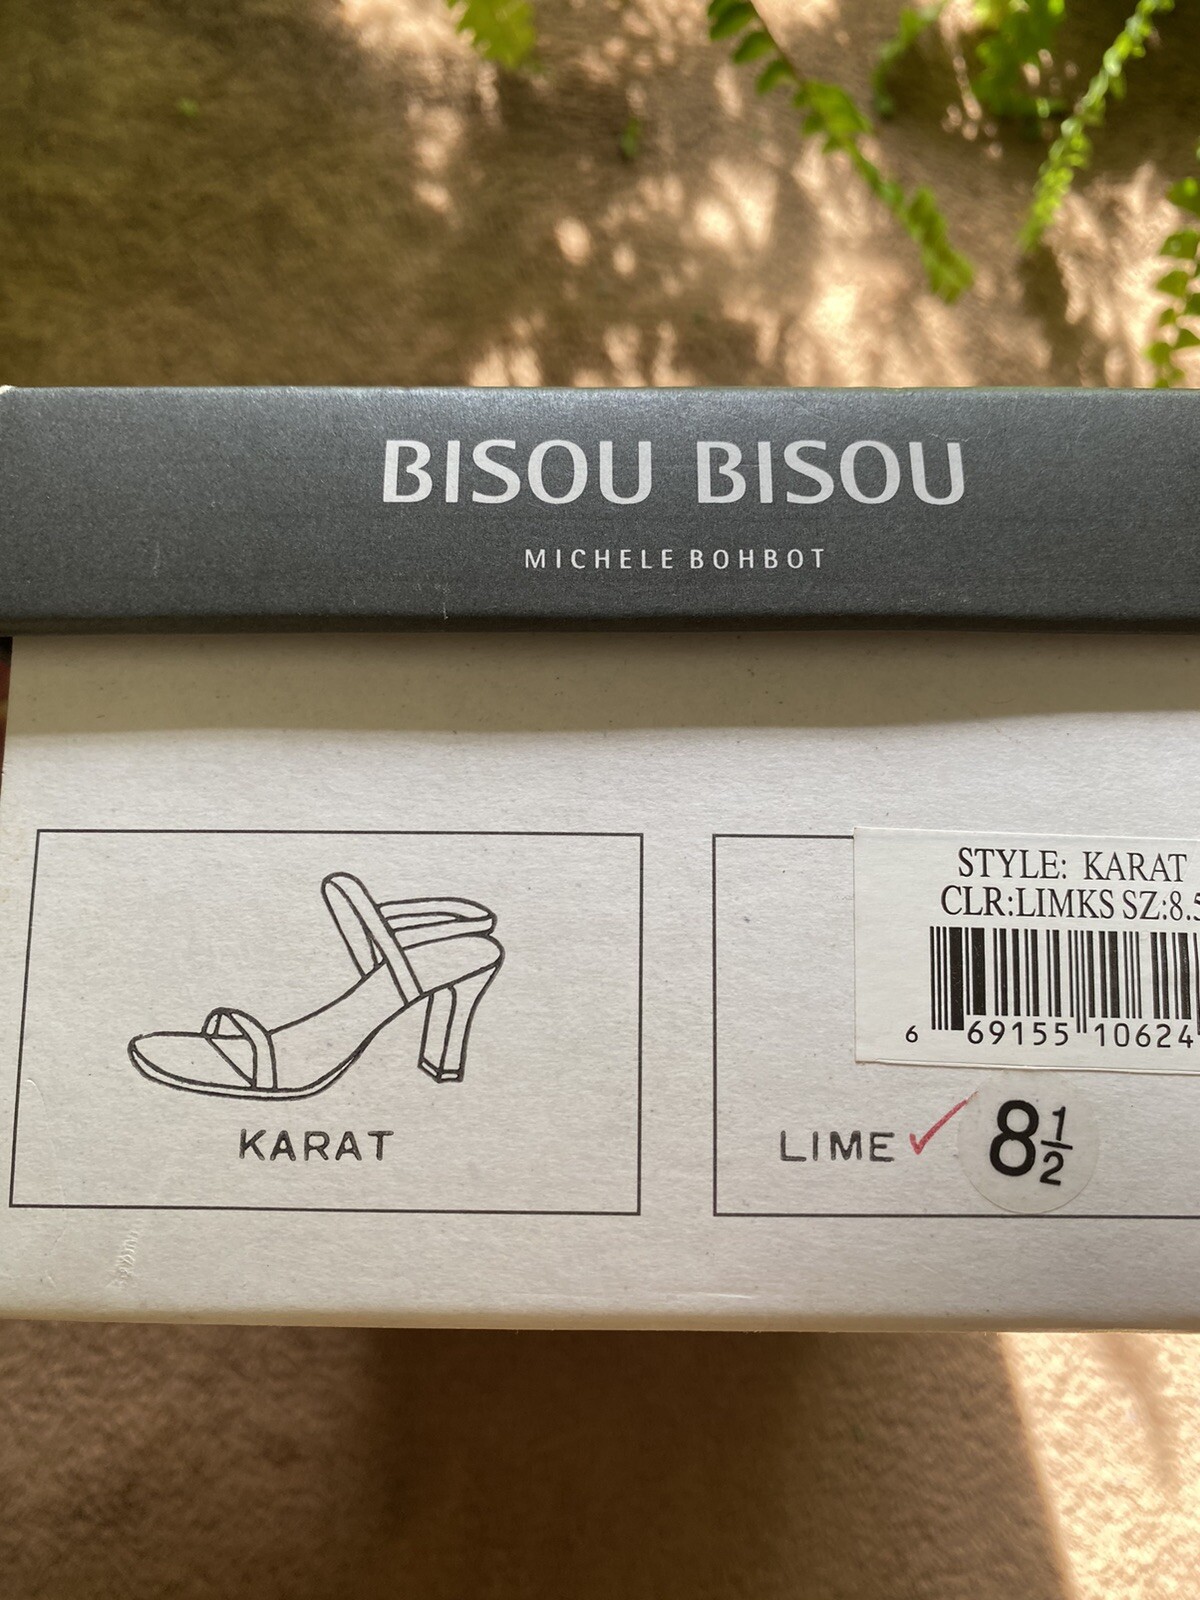 BISOU BISOU
MICHELE BOHBOT
KARAT
STYLE: KARAT
CLR:LIMKS SZ:8.5
6 69155 10624
LIME ✓ 8½